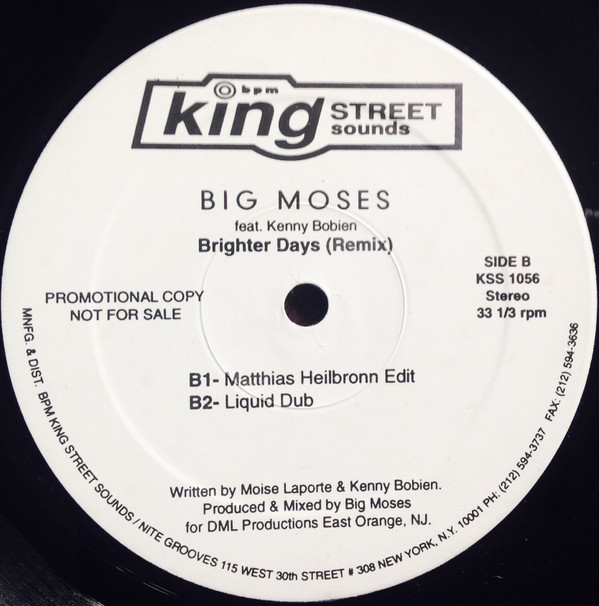 bpm
king STREET
sounds
BIG MOSES
feat. Kenny Bobien
Brighter Days (Remix)
SIDE B
KSS 1056
Stereo
33 1/3 rpm
PROMOTIONAL COPY
NOT FOR SALE
B1- Matthias Heilbronn Edit
B2- Liquid Dub
Written by Moise Laporte & Kenny Bobien.
Produced & Mixed by Big Moses
for DML Productions East Orange, NJ.
MNFG. & DIST. BPM KING STREET SOUNDS / NITE GROOVES 115 WEST 30th STREET # 308 NEW YORK, N.Y. 10001 PH: (212) 594-3737 FAX: (212) 594-3636